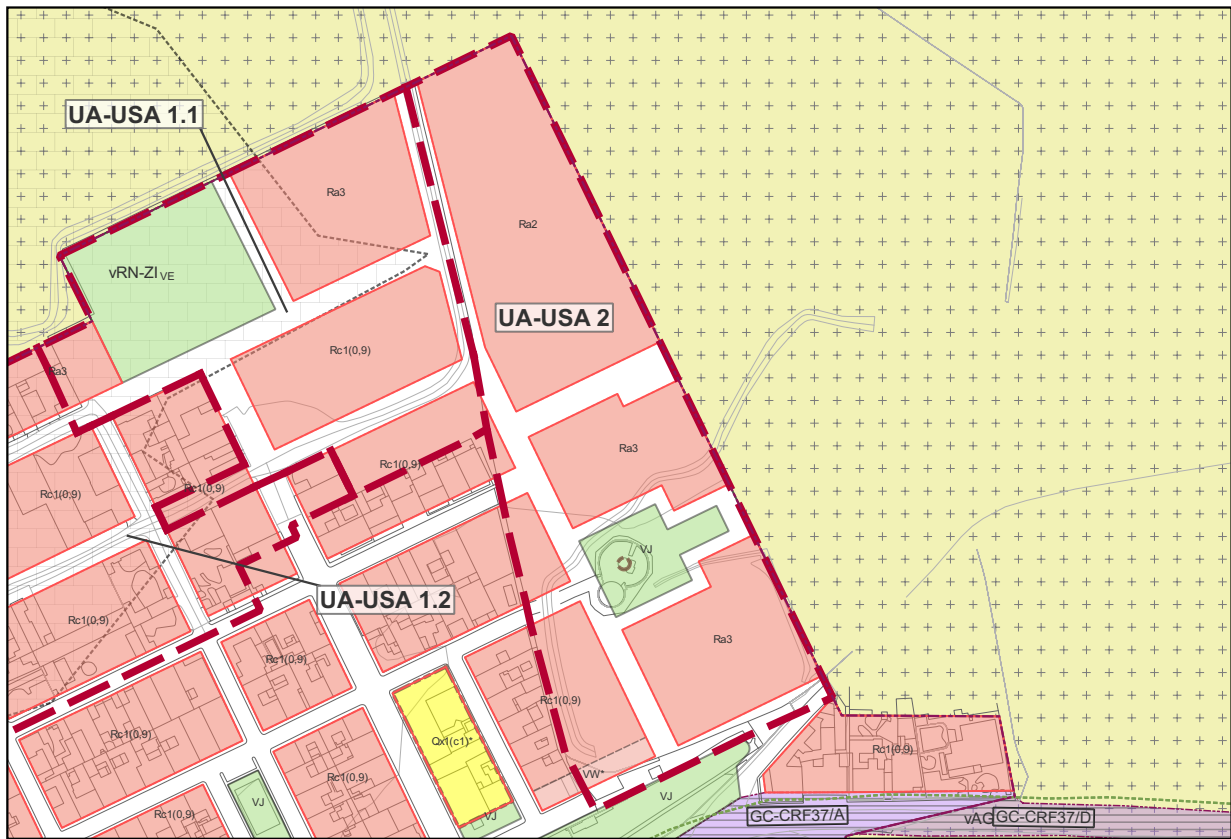 UA-USA 1.1
Ra3
Ra2
vRN-ZI VE
UA-USA 2
Rc1(0,9)
Ra3
Rc1(0,9)
Ra3
Rc1(0,9)
Rc1(0,9)
VJ
UA-USA 1.2
Rc1(0,9)
Ra3
Rc1(0,9)
Rc1(0,9)
Rc1(0,9)
Qx1(c1)*
Rc1(0,9)
Rc1(0,9)
VW*
VJ
VJ
VJ
GC-CRF37/A
vAG
GC-CRF37/D